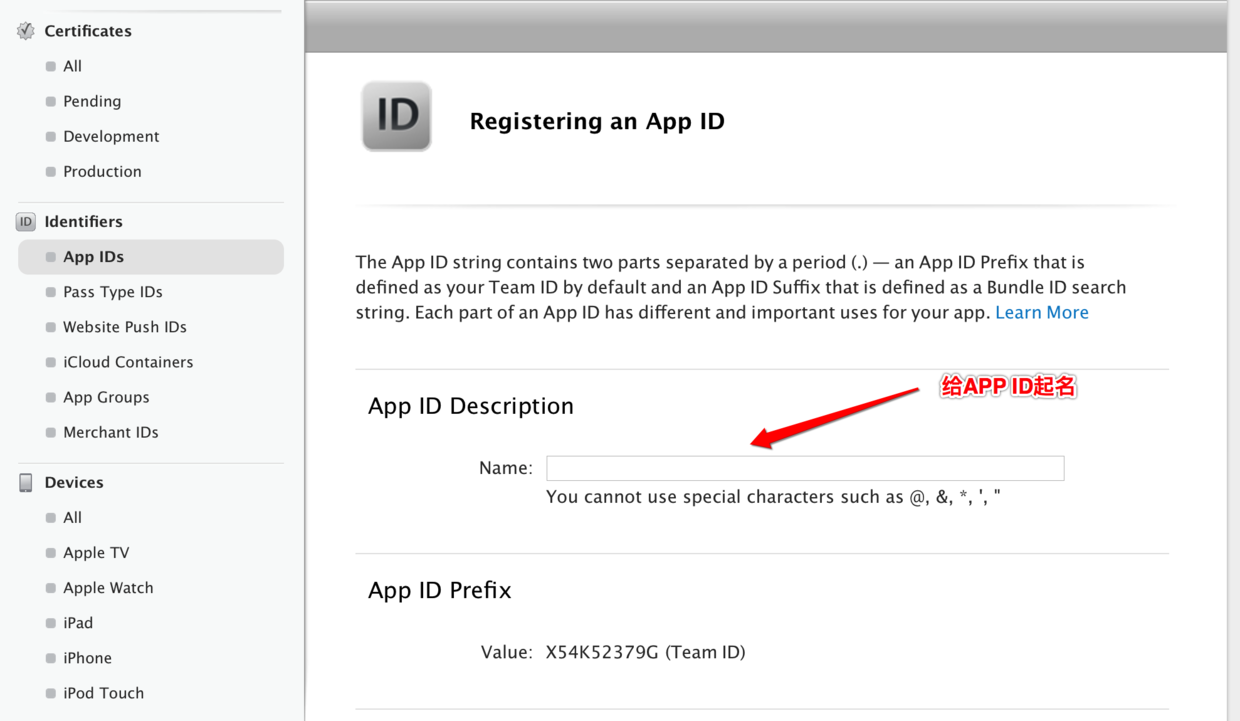 Certificates
All
Pending
Development
Production
ID Identifiers
App IDs
Pass Type IDs
Website Push IDs
iCloud Containers
App Groups
Merchant IDs
Devices
All
Apple TV
Apple Watch
iPad
iPhone
iPod Touch
ID
Registering an App ID
The App ID string contains two parts separated by a period (.) — an App ID Prefix that is
defined as your Team ID by default and an App ID Suffix that is defined as a Bundle ID search
string. Each part of an App ID has different and important uses for your app. Learn More
给APP ID起名
App ID Description
Name:
You cannot use special characters such as @, &, *, ', "
App ID Prefix
Value: X54K52379G (Team ID)